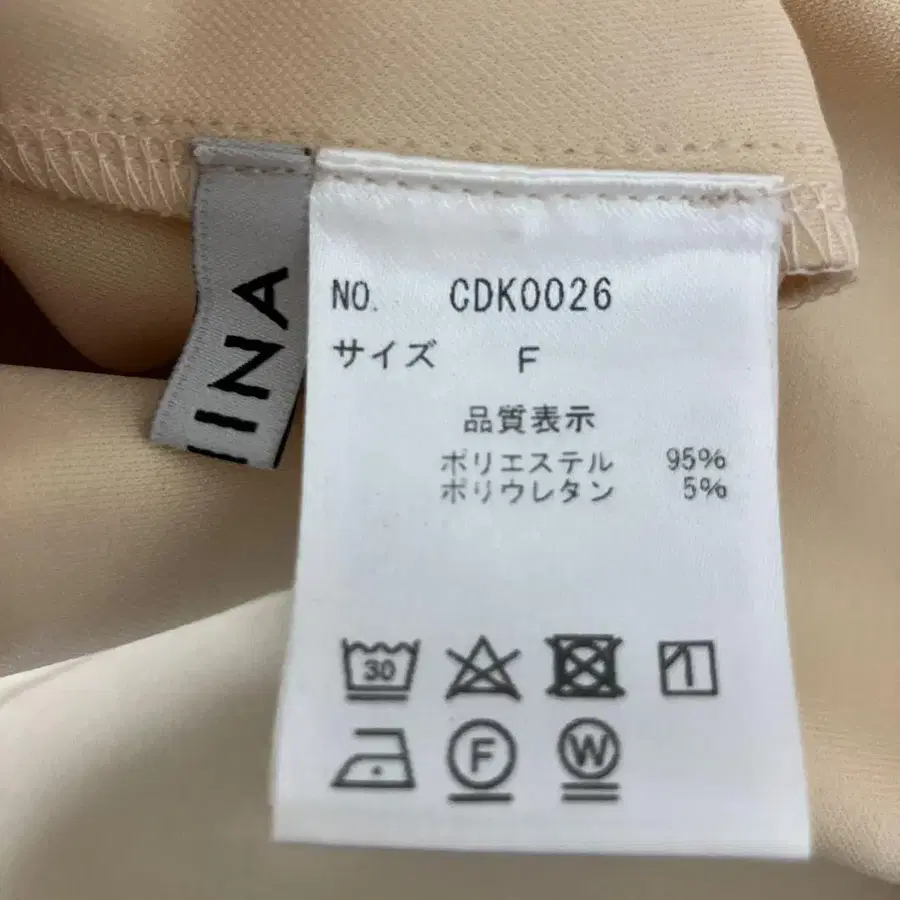 IINA
NO. CDK0026
サイズ F
品質表示
ポリエステル 95%
ポリウレタン 5%
30
F
W